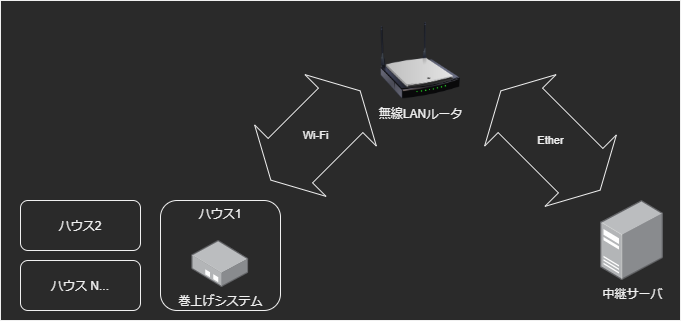 無線LANルータ
Wi-Fi
Ether
ハウス2
ハウス1
ハウス N...
巻上げシステム
中継サーバ